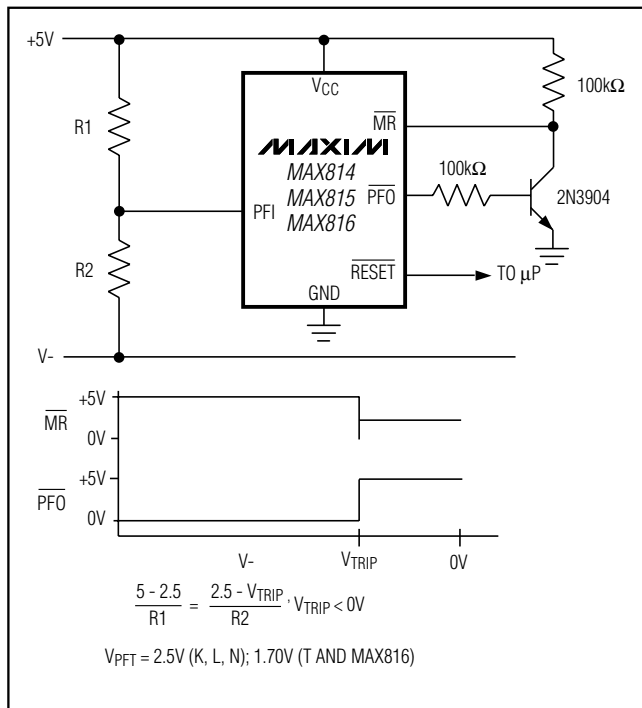 +5V
VCC
100kΩ
R1
MR
MAXIM
MAX814
MAX815
MAX816
100kΩ
PFI
PFO
2N3904
R2
RESET
TO µP
GND
V-
+5V
MR
0V
+5V
PFO
0V
V-
VTRIP
0V
5 - 2.5
R1
=
2.5 - VTRIP
R2
, VTRIP < 0V
VPFT = 2.5V (K, L, N); 1.70V (T AND MAX816)